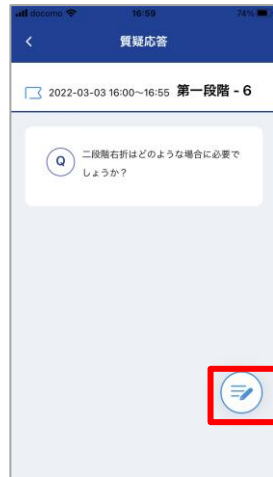 docomo 16:59 74%
質疑応答
2022-03-03 16:00~16:55 第一段階 - 6
Q 二段階右折はどのような場合に必要で
しょうか？